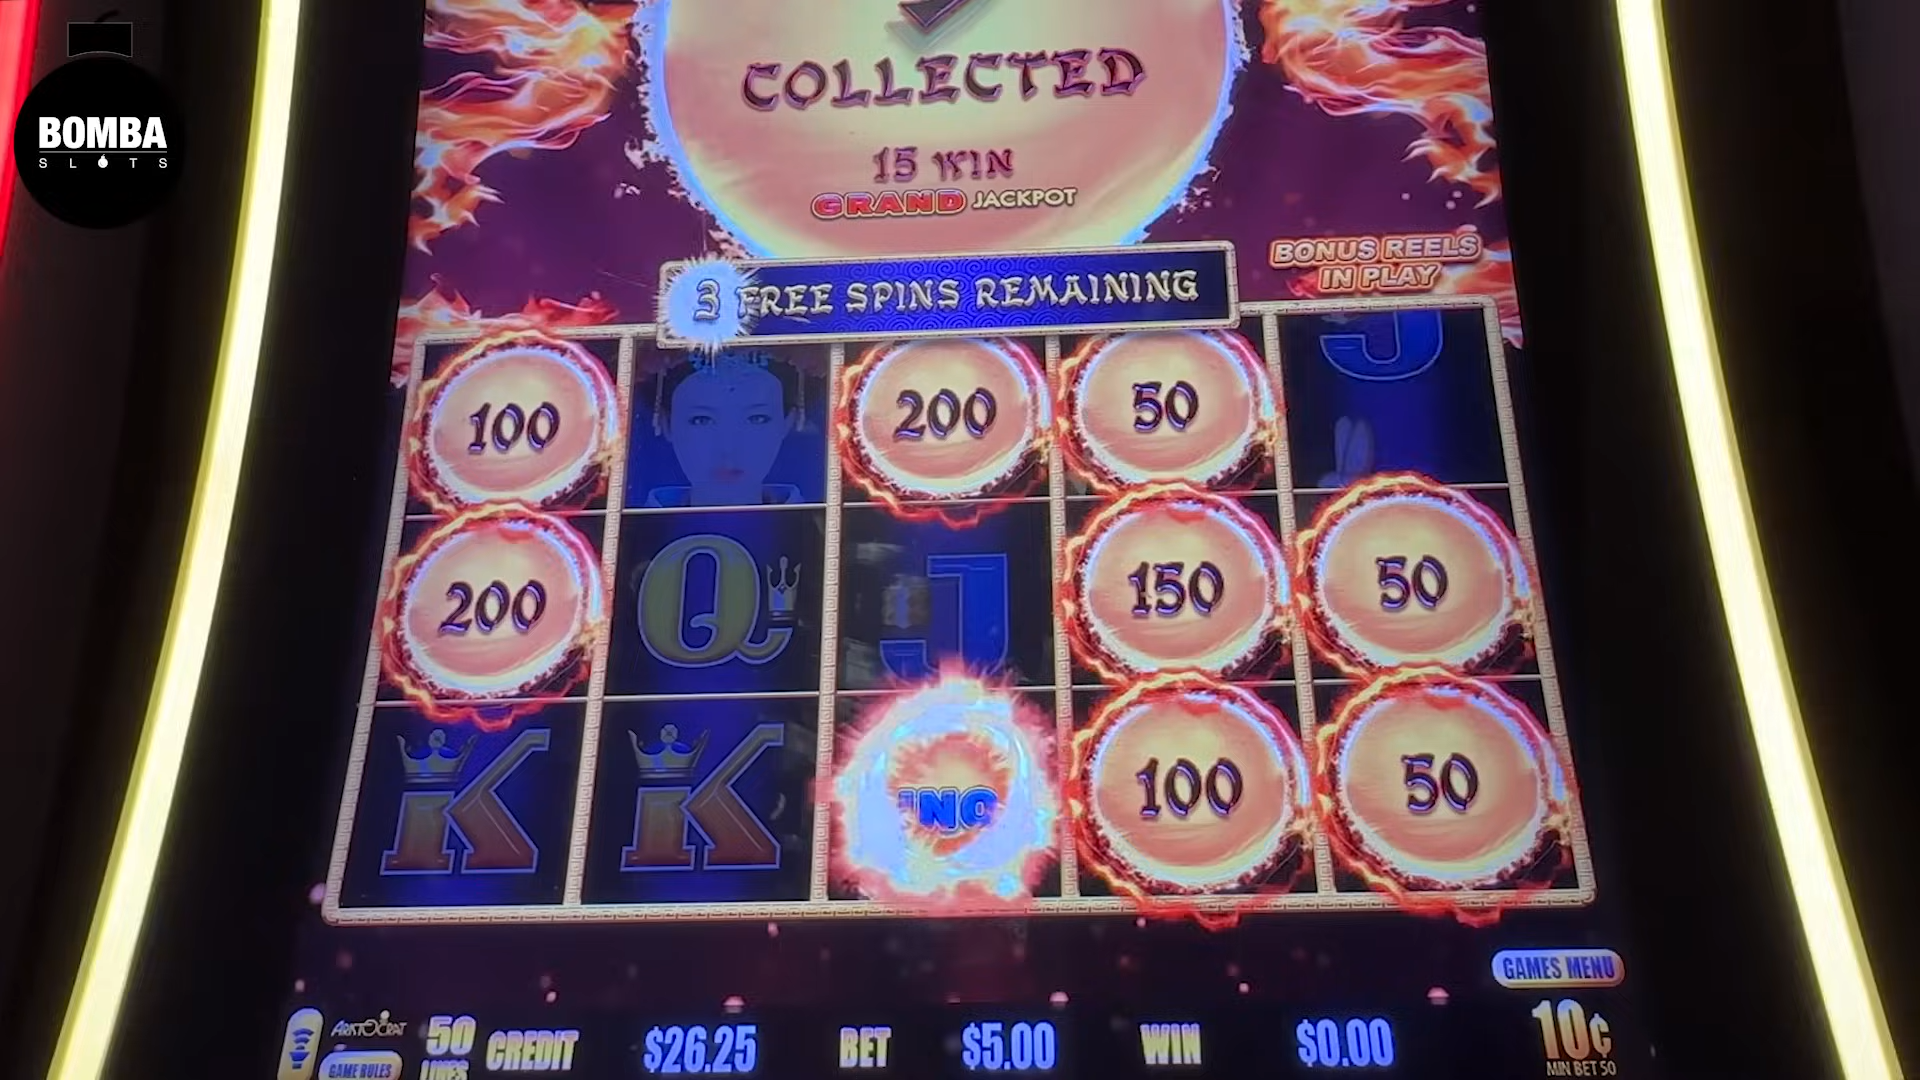 BOMBA
SLOTS
COLLECTED
15 WIN
GRAND JACKPOT
3 FREE SPINS REMAINING
BONUS REELS
IN PLAY
100
200
50
J
200
Q
J
150
50
K
K
100
50
GAMES MENU
ARISTOCRAT
GAME RULES
50
LINES
CREDIT
$26.25
BET
$5.00
WIN
$0.00
10¢
MIN BET 50